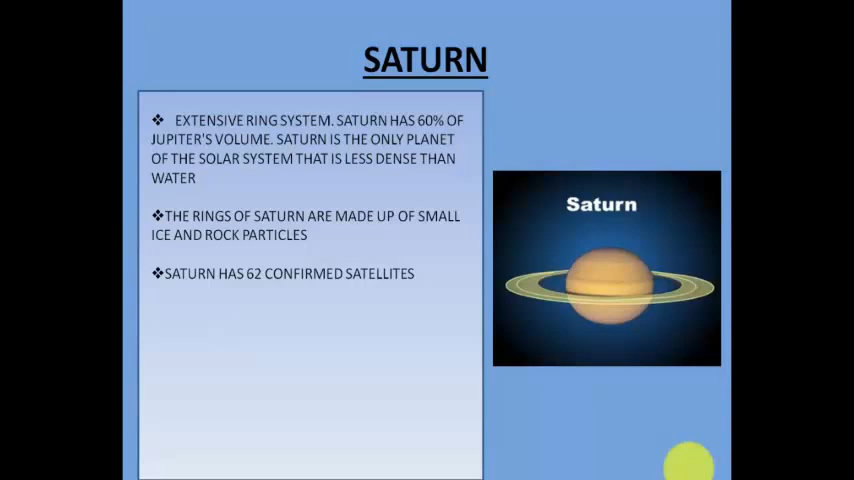 SATURN
❖ EXTENSIVE RING SYSTEM. SATURN HAS 60% OF
JUPITER'S VOLUME. SATURN IS THE ONLY PLANET
OF THE SOLAR SYSTEM THAT IS LESS DENSE THAN
WATER
❖THE RINGS OF SATURN ARE MADE UP OF SMALL
ICE AND ROCK PARTICLES
❖SATURN HAS 62 CONFIRMED SATELLITES
Saturn